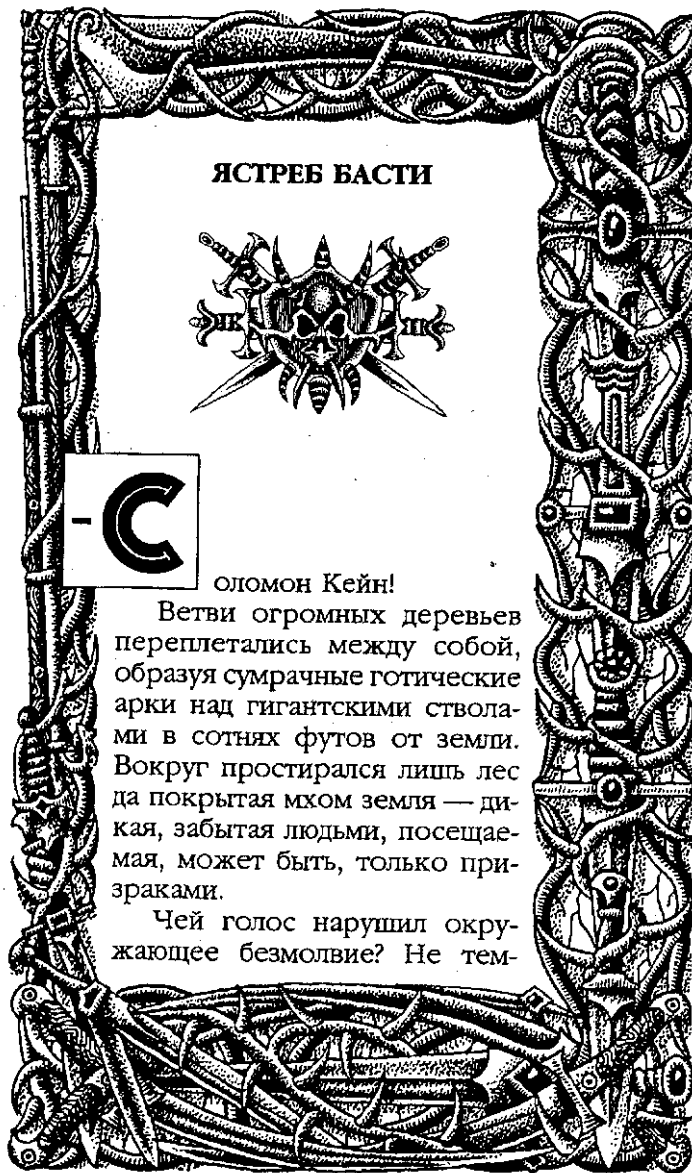 ЯСТРЕБ БАСТИ
- Соломон Кейн!
Ветви огромных деревьев
переплетались между собой,
образуя сумрачные готические
арки над гигантскими ствола-
ми в сотнях футов от земли.
Вокруг простирался лишь лес
да покрытая мхом земля — ди-
кая, забытая людьми, посещае-
мая, может быть, только при-
зраками.
Чей голос нарушил окру-
жающее безмолвие? Не тем-